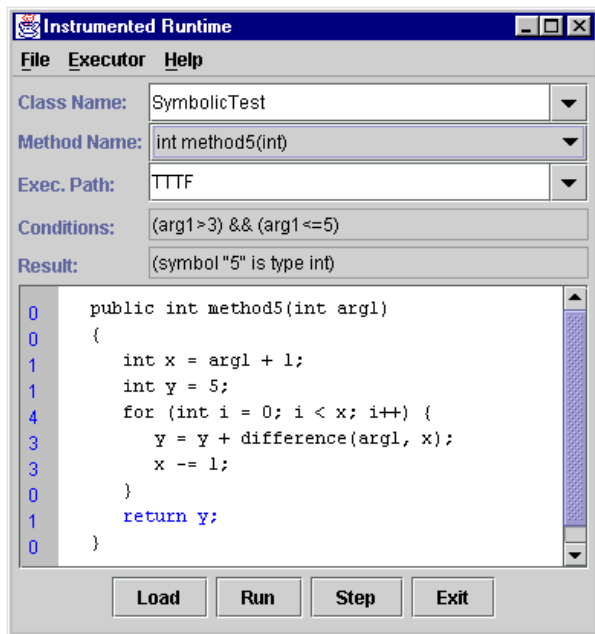 Instrumented Runtime
File Executor Help
Class Name: SymbolicTest
Method Name: int method5(int)
Exec. Path: TTTF
Conditions: (arg1>3) && (arg1<=5)
Result: (symbol "5" is type int)
0 public int method5(int arg1)
0 {
1 int x = arg1 + 1;
1 int y = 5;
4 for (int i = 0; i < x; i++) {
3 y = y + difference(arg1, x);
3 x -= 1;
0 }
1 return y;
0 }
Load Run Step Exit